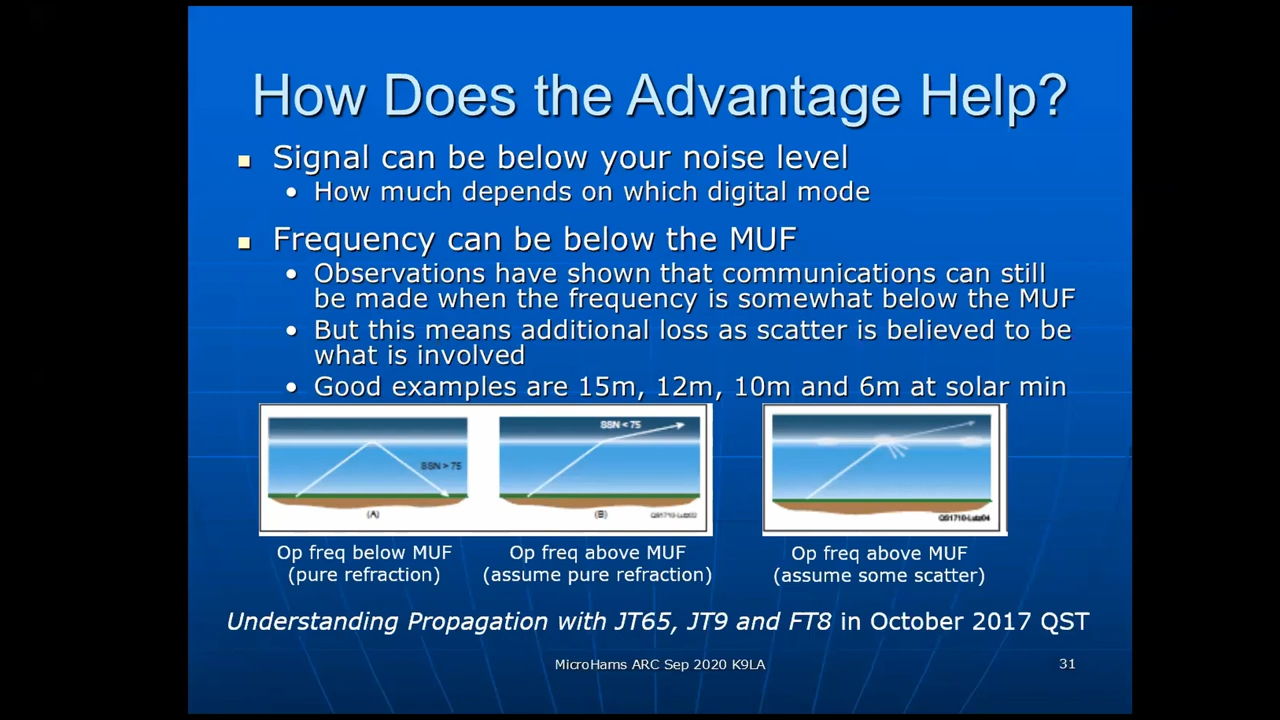 How Does the Advantage Help?
Signal can be below your noise level
• How much depends on which digital mode
Frequency can be below the MUF
• Observations have shown that communications can still
be made when the frequency is somewhat below the MUF
• But this means additional loss as scatter is believed to be
what is involved
• Good examples are 15m, 12m, 10m and 6m at solar min
SSN > 75
(A)
SSN < 75
(B)
QS1710-Lutz03
QS1710-Lutz04
Op freq below MUF
(pure refraction)
Op freq above MUF
(assume pure refraction)
Op freq above MUF
(assume some scatter)
Understanding Propagation with JT65, JT9 and FT8 in October 2017 QST
MicroHams ARC Sep 2020 K9LA
31